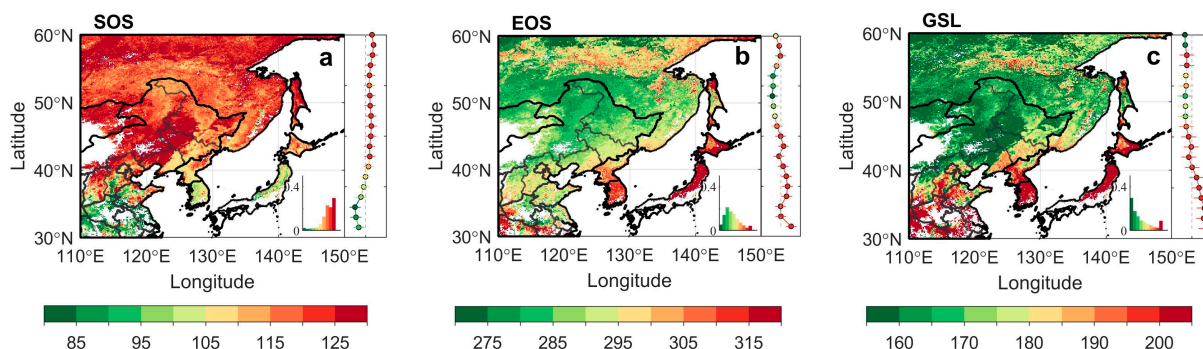 SOS
EOS
GSL
a
b
c
60°N
50°N
40°N
30°N
Latitude
0.4
0
110°E 120°E 130°E 140°E 150°E
Longitude
85 95 105 115 125
60°N
50°N
40°N
30°N
Latitude
0.4
0
110°E 120°E 130°E 140°E 150°E
Longitude
275 285 295 305 315
60°N
50°N
40°N
30°N
Latitude
0.4
0
110°E 120°E 130°E 140°E 150°E
Longitude
160 170 180 190 200